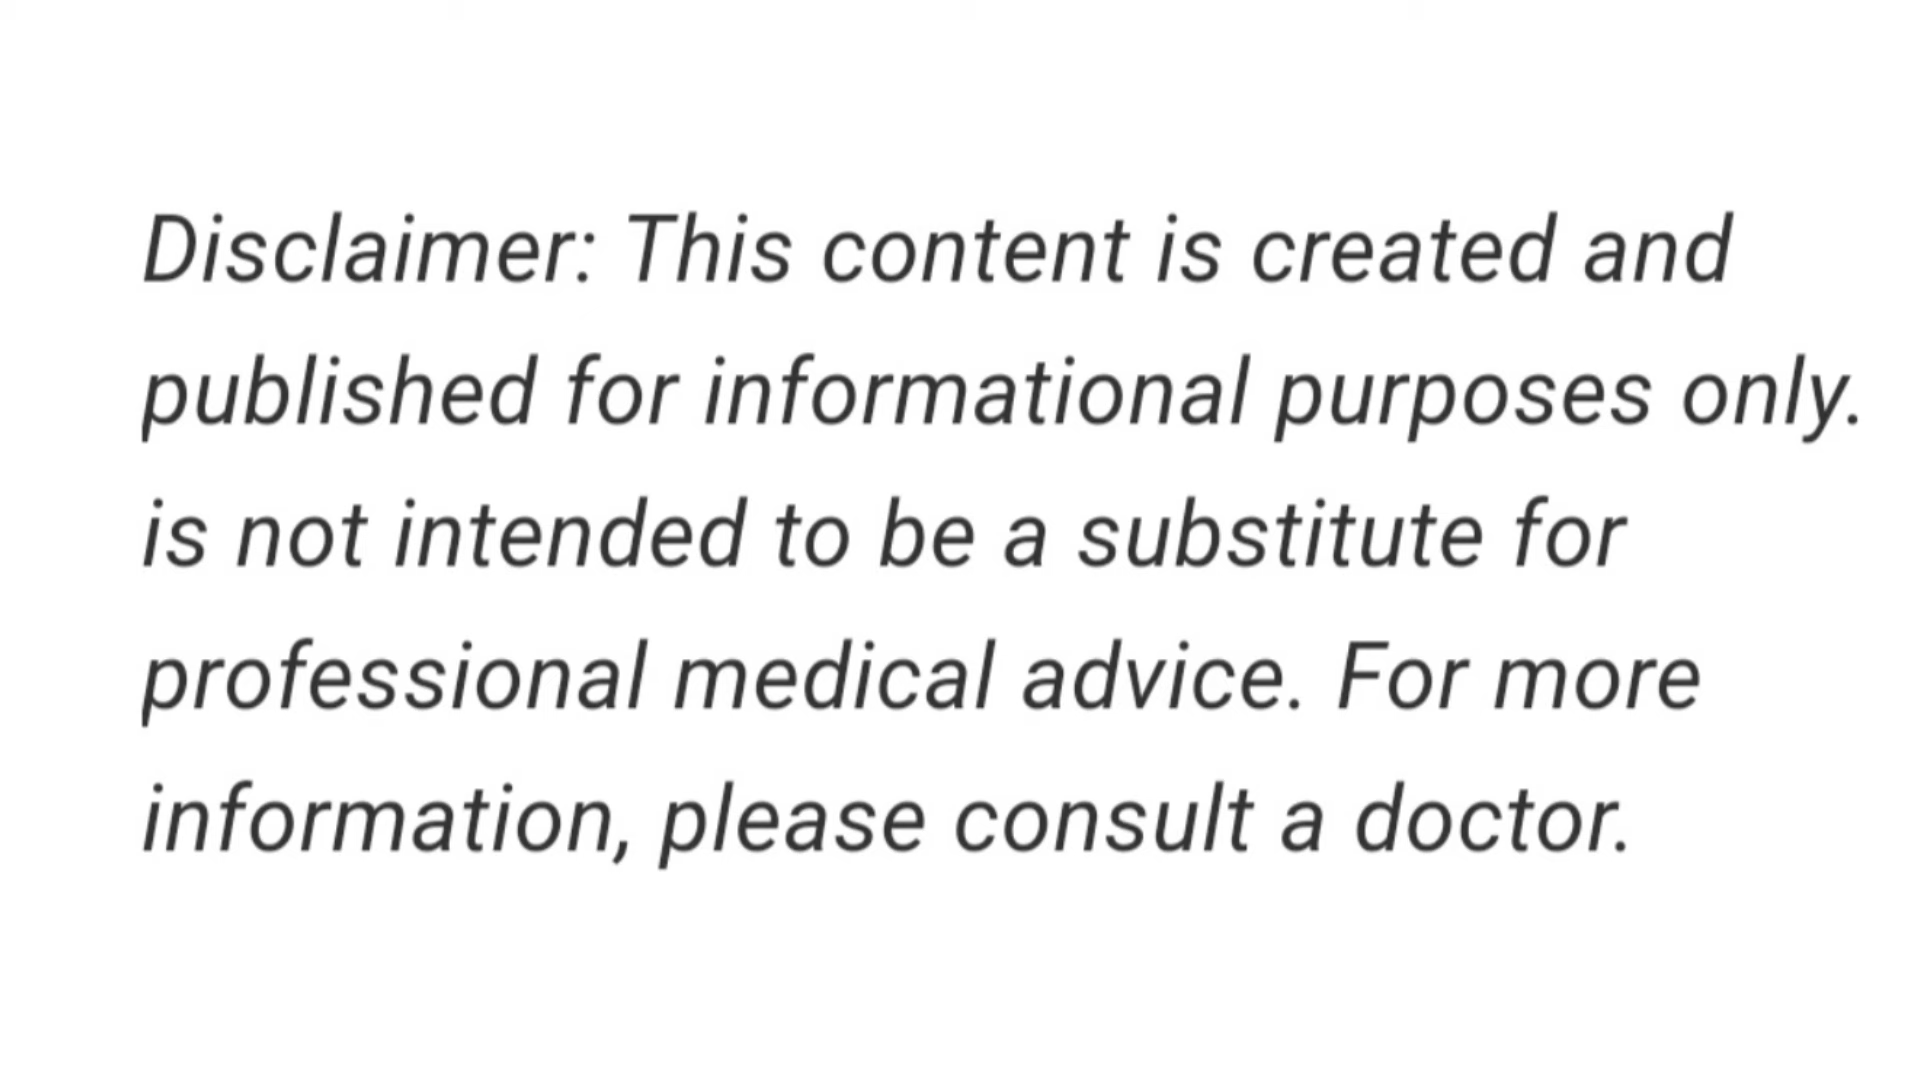 Disclaimer: This content is created and
published for informational purposes only.
is not intended to be a substitute for
professional medical advice. For more
information, please consult a doctor.